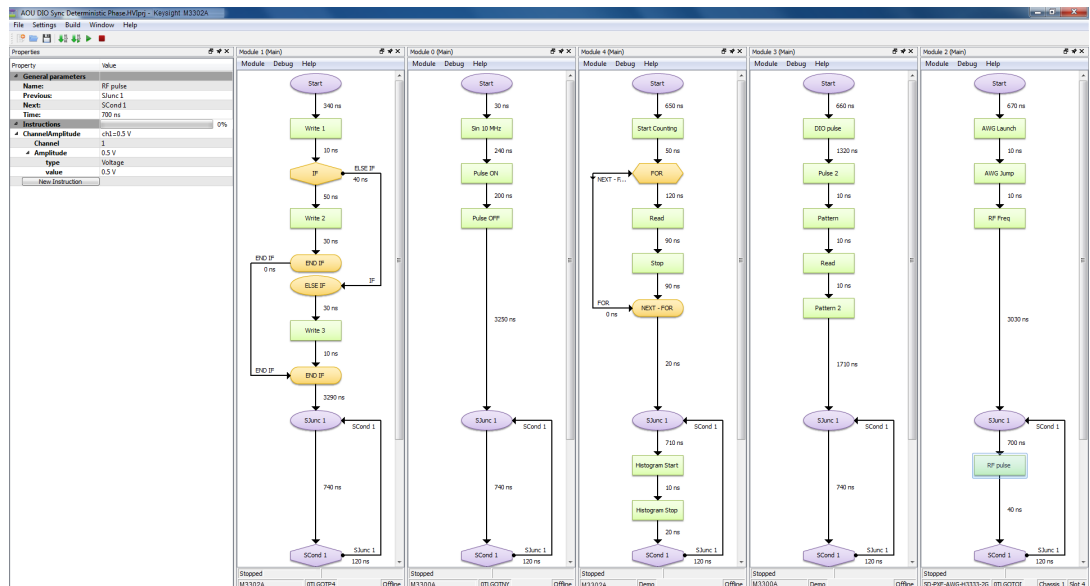 AOU DIO Sync Deterministic Phase.HVIprj - Keysight M3302A
File Settings Build Window Help
Properties
Property Value
General parameters
Name: RF pulse
Previous: SJunc 1
Next: SCond 1
Time: 700 ns
Instructions 0%
ChannelAmplitude ch1=0.5 V
Channel 1
Amplitude 0.5 V
type Voltage
value 0.5 V
New Instruction
Module 1 (Main)
Module Debug Help
Start
340 ns
Write 1
10 ns
IF
ELSE IF
40 ns
50 ns
Write 2
30 ns
END IF
END IF
0 ns
ELSE IF
IF
30 ns
Write 3
10 ns
END IF
END IF
3290 ns
SJunc 1
SCond 1
740 ns
SCond 1
SJunc 1
120 ns
Stopped
M3302A
Offline
Module 0 (Main)
Module Debug Help
Start
30 ns
Sin 10 MHz
240 ns
Pulse ON
200 ns
Pulse OFF
3250 ns
SJunc 1
SCond 1
740 ns
SCond 1
SJunc 1
120 ns
Stopped
M3300A
Offline
Module 4 (Main)
Module Debug Help
Start
650 ns
Start Counting
50 ns
FOR
NEXT - F...
120 ns
Read
90 ns
Stop
90 ns
FOR
0 ns
NEXT - FOR
20 ns
SJunc 1
SCond 1
710 ns
Histogram Start
10 ns
Histogram Stop
20 ns
SCond 1
SJunc 1
120 ns
Stopped
M3302A Demo Offline
Module 3 (Main)
Module Debug Help
Start
660 ns
DIO pulse
1320 ns
Pulse 2
10 ns
Pattern
10 ns
Read
10 ns
Pattern 2
1710 ns
SJunc 1
SCond 1
740 ns
SCond 1
SJunc 1
120 ns
Stopped
M3300A Demo Offline
Module 2 (Main)
Module Debug Help
Start
670 ns
AWG Launch
10 ns
AWG Jump
10 ns
RF Freq
3030 ns
SJunc 1
SCond 1
700 ns
RF pulse
40 ns
SCond 1
SJunc 1
120 ns
Stopped
Chassis 1 Slot 4